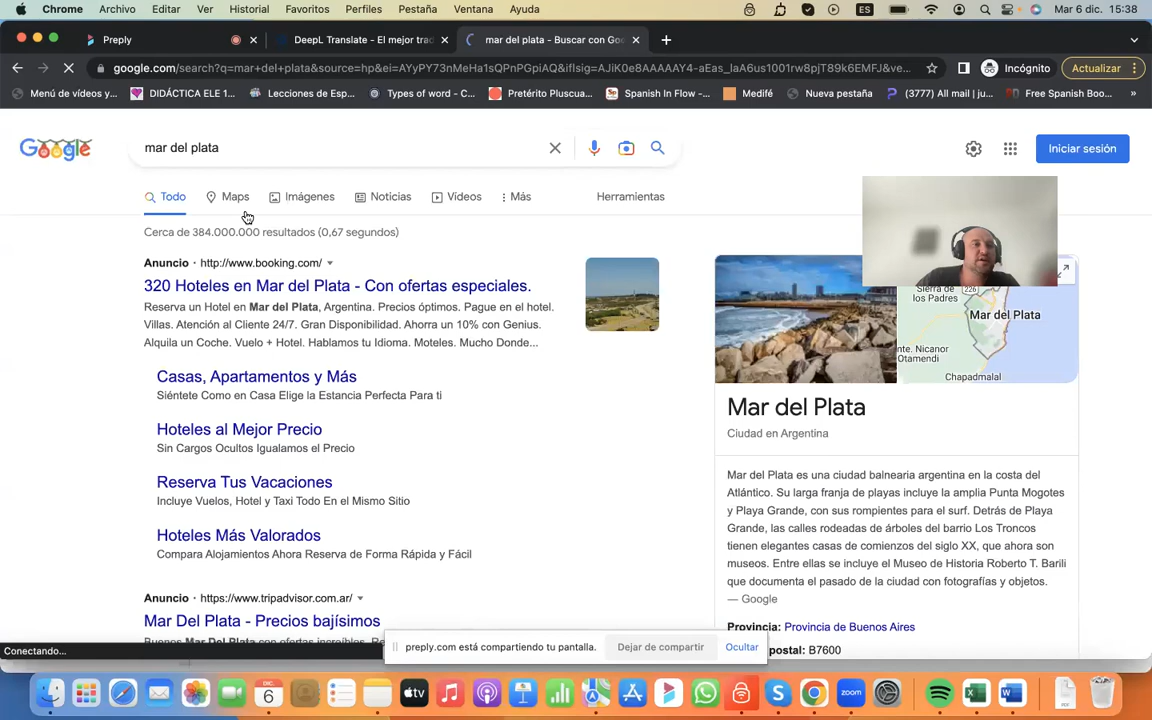 Chrome Archivo Editar Ver Historial Favoritos Perfiles Pestaña Ventana Ayuda ES Mar 6 dic. 15:38
Preply DeepL Translate - El mejor trac mar del plata - Buscar con Goo
google.com/search?q=mar+del+plata&source=hp&ei=AYyPY73nMeHa1sQPnPGpiAQ&iflsig=AJiK0e8AAAAAY4-aEas_laA6us1001rw8pjT89k6EMFJ&ve... Incógnito Actualizar
Menú de vídeos y... DIDÁCTICA ELE 1... Lecciones de Esp... Types of word - C... Pretérito Pluscua... Spanish In Flow -... Medifé Nueva pestaña (3777) All mail | ju... Free Spanish Boo... »
Google mar del plata Iniciar sesión
Todo Maps Imágenes Noticias Vídeos Más Herramientas
Cerca de 384.000.000 resultados (0,67 segundos)
Anuncio · http://www.booking.com/
320 Hoteles en Mar del Plata - Con ofertas especiales.
Reserva un Hotel en Mar del Plata, Argentina. Precios óptimos. Pague en el hotel.
Villas. Atención al Cliente 24/7. Gran Disponibilidad. Ahorra un 10% con Genius.
Alquila un Coche. Vuelo + Hotel. Hablamos tu Idioma. Moteles. Mucho Donde...
Casas, Apartamentos y Más
Siéntete Como en Casa Elige la Estancia Perfecta Para ti
Hoteles al Mejor Precio
Sin Cargos Ocultos Igualamos el Precio
Reserva Tus Vacaciones
Incluye Vuelos, Hotel y Taxi Todo En el Mismo Sitio
Hoteles Más Valorados
Compara Alojamientos Ahora Reserva de Forma Rápida y Fácil
Anuncio · https://www.tripadvisor.com.ar/
Mar Del Plata - Precios bajísimos
Sierra de
los Padres
226
Mar del Plata
nte. Nicanor
Otamendi
Chapadmalal
Mar del Plata
Ciudad en Argentina
Mar del Plata es una ciudad balnearia argentina en la costa del
Atlántico. Su larga franja de playas incluye la amplia Punta Mogotes
y Playa Grande, con sus rompientes para el surf. Detrás de Playa
Grande, las calles rodeadas de árboles del barrio Los Troncos
tienen elegantes casas de comienzos del siglo XX, que ahora son
museos. Entre ellas se incluye el Museo de Historia Roberto T. Barili
que documenta el pasado de la ciudad con fotografías y objetos.
— Google
Provincia: Provincia de Buenos Aires
postal: B7600
preply.com está compartiendo tu pantalla. Dejar de compartir Ocultar
Conectando...
DIC.
6
tv
zoom